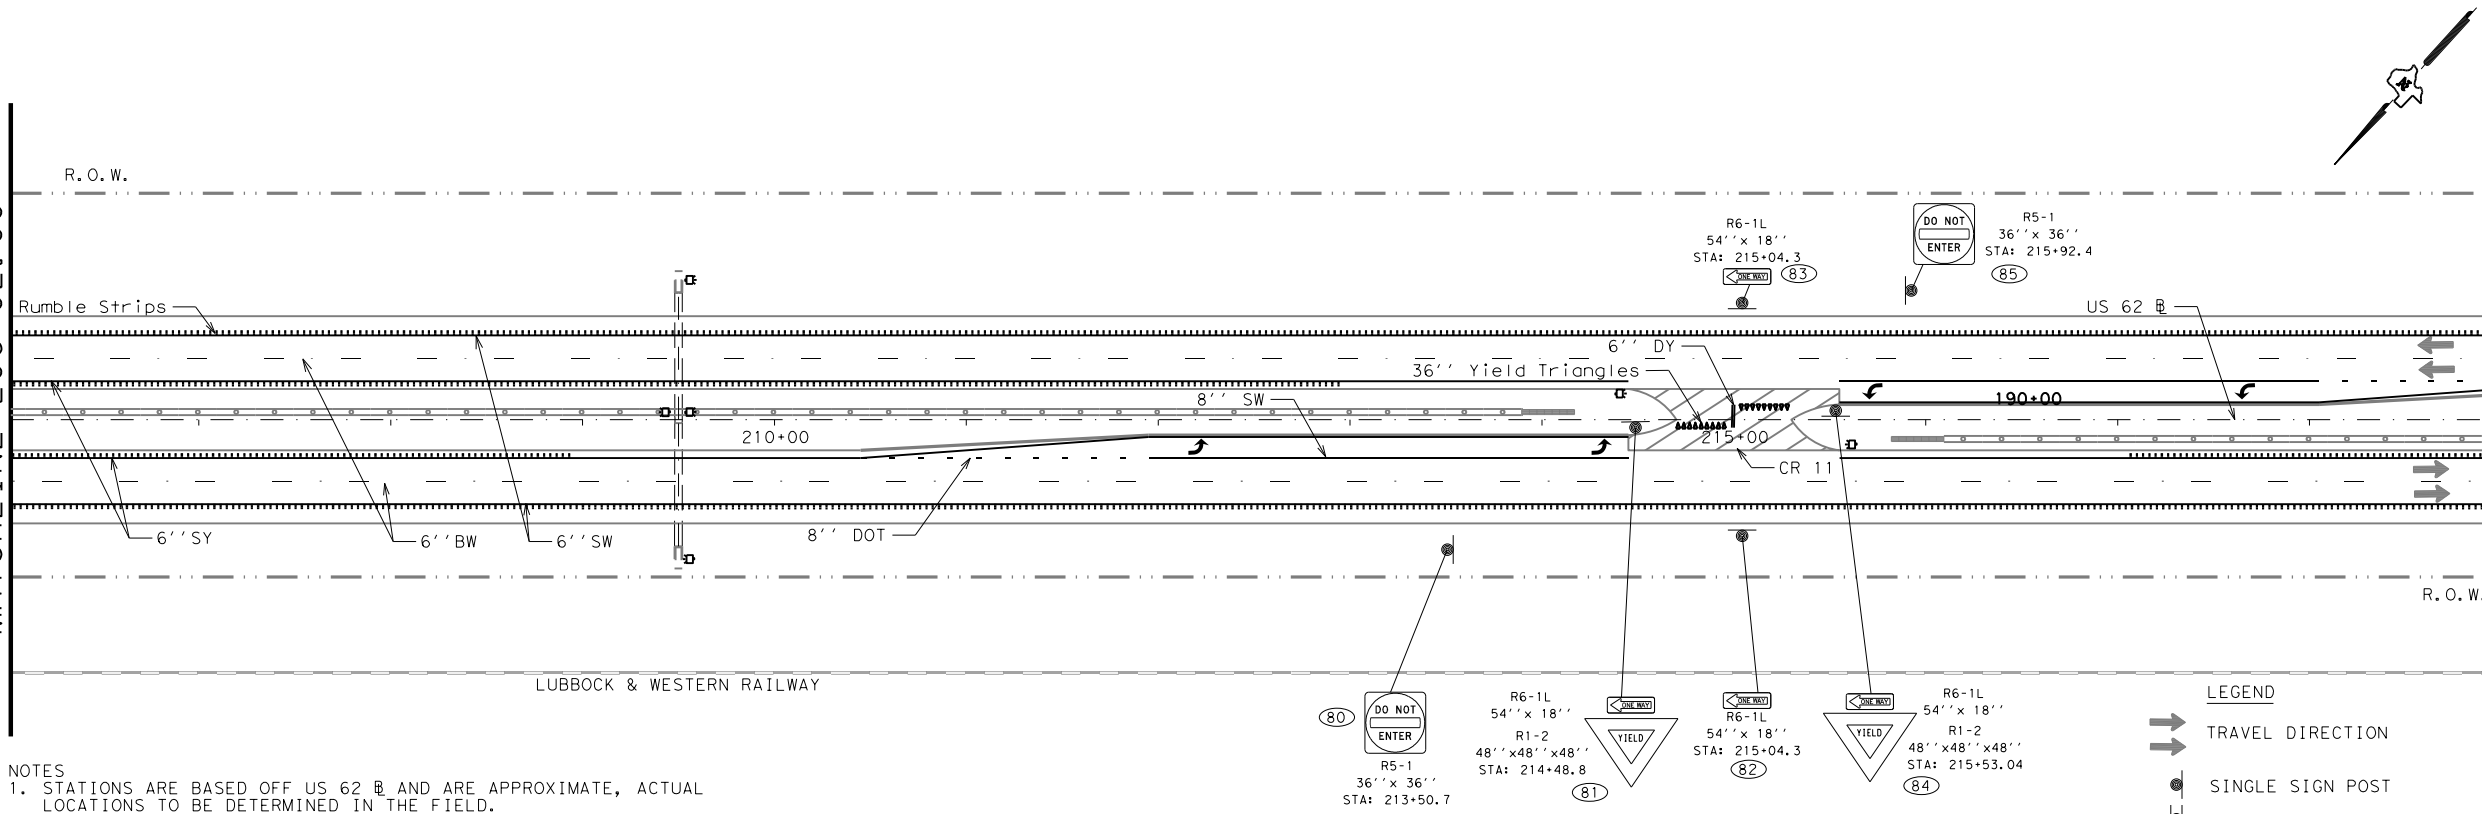 R.O.W.
R6-1L
54''x 18''
STA: 215+04.3
ONE WAY
83
DO NOT
ENTER
R5-1
36''x 36''
STA: 215+92.4
85
Rumble Strips
US 62 ⅊
6'' DY
36'' Yield Triangles
8'' SW
190+00
210+00
215+00
CR 11
6''SY
6''BW
6''SW
8'' DOT
R.O.W.
LUBBOCK & WESTERN RAILWAY
80
DO NOT
ENTER
R5-1
36''x 36''
STA: 213+50.7
R6-1L
54''x 18''
R1-2
48''x48''x48''
STA: 214+48.8
81
ONE WAY
YIELD
ONE WAY
R6-1L
54''x 18''
STA: 215+04.3
82
ONE WAY
YIELD
R6-1L
54''x 18''
R1-2
48''x48''x48''
STA: 215+53.04
84
LEGEND
TRAVEL DIRECTION
SINGLE SIGN POST
NOTES
1. STATIONS ARE BASED OFF US 62 ⅊ AND ARE APPROXIMATE, ACTUAL
LOCATIONS TO BE DETERMINED IN THE FIELD.